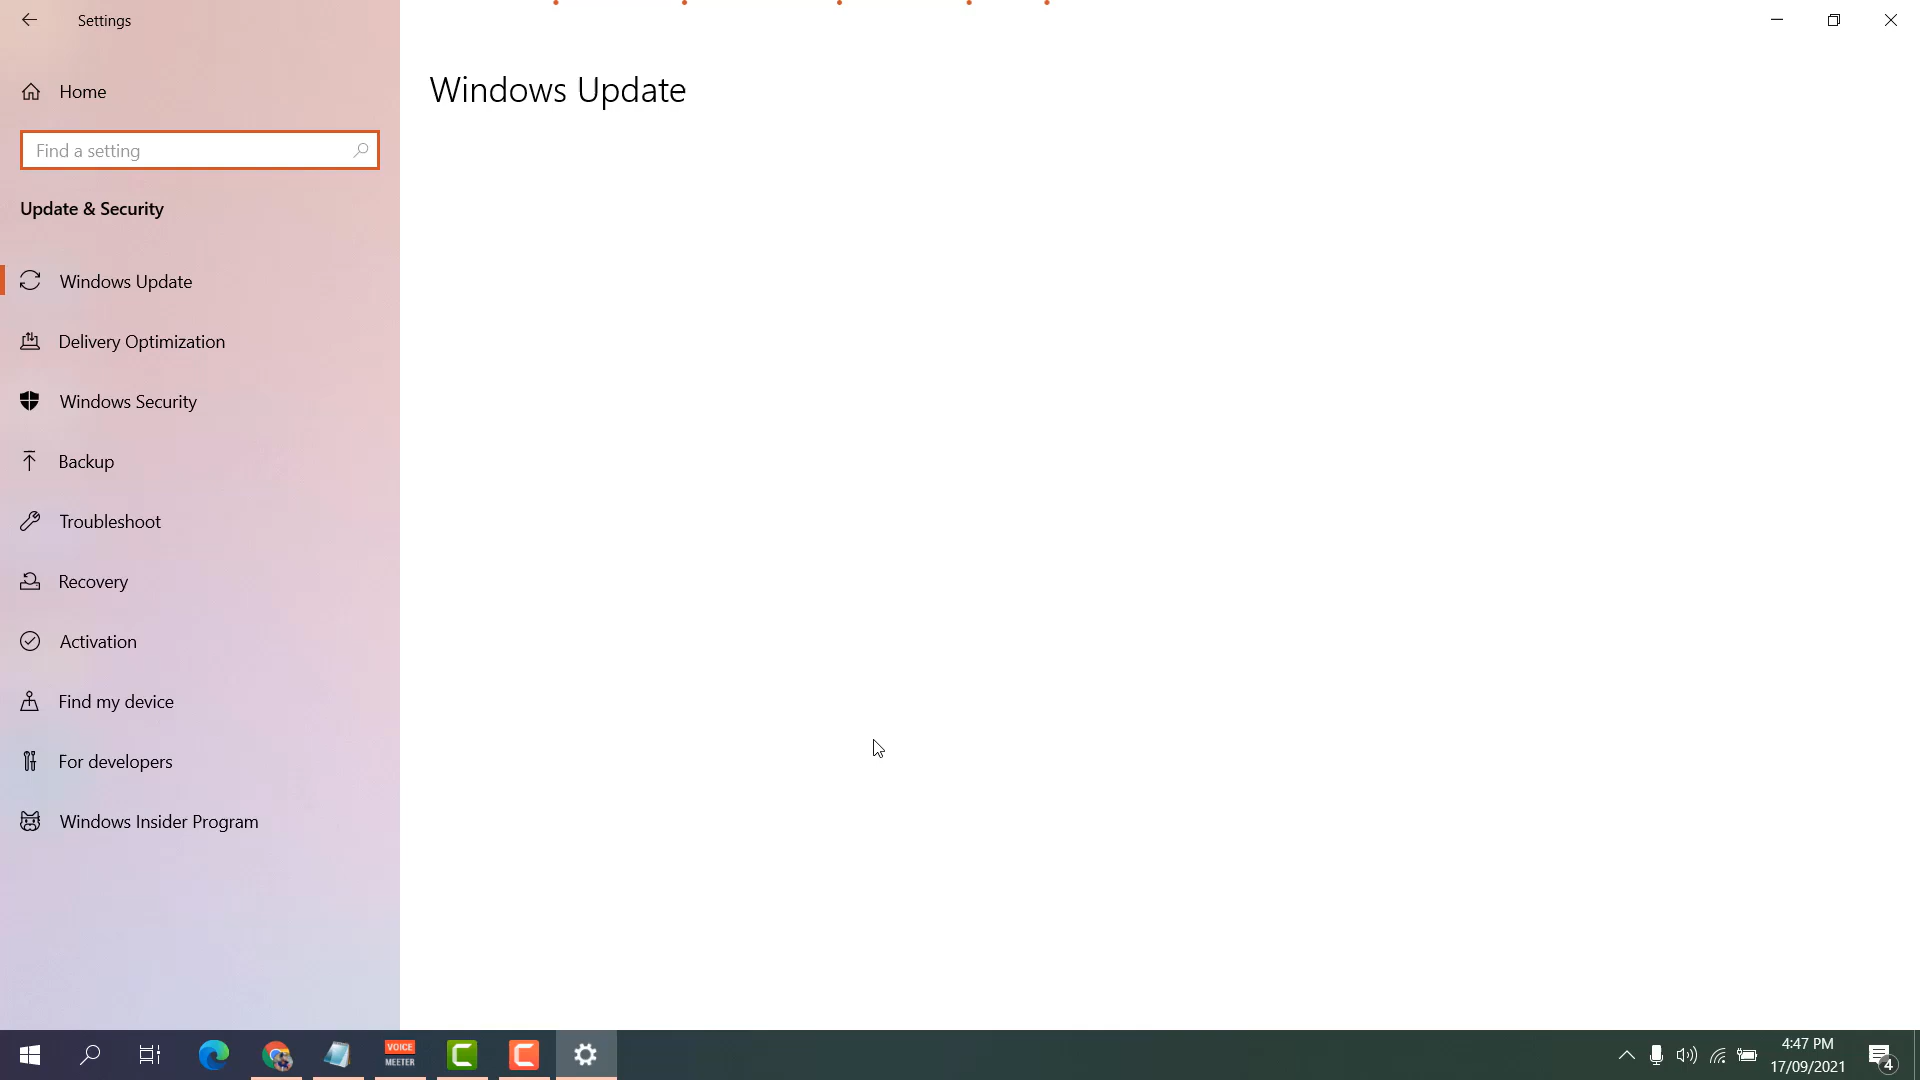 Settings
Home
Find a setting
Update & Security
Windows Update
Delivery Optimization
Windows Security
Backup
Troubleshoot
Recovery
Activation
Find my device
For developers
Windows Insider Program
Windows Update
VOICE
MEETER
4:47 PM
17/09/2021
4